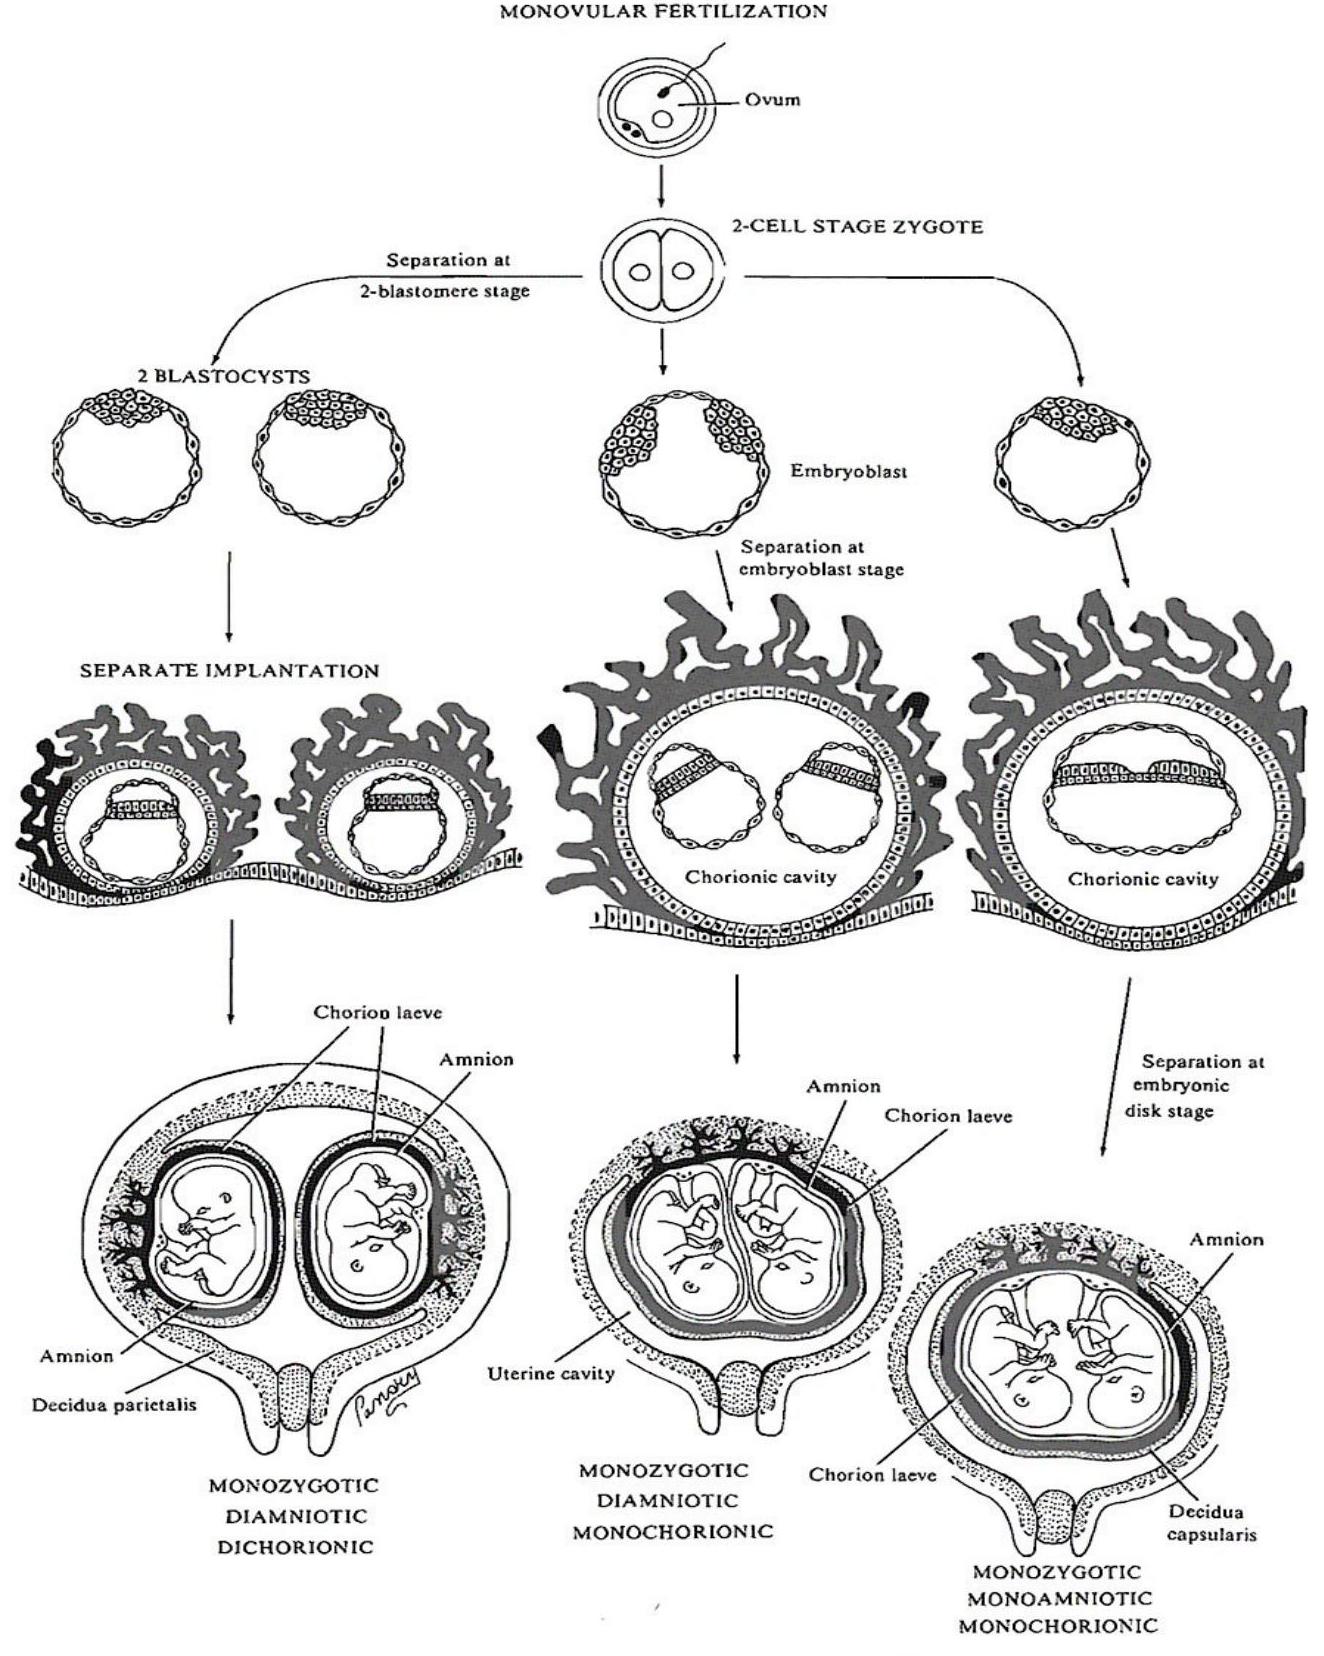 MONOVULAR FERTILIZATION
Ovum
2-CELL STAGE ZYGOTE
Separation at
2-blastomere stage
2 BLASTOCYSTS
Embryoblast
Separation at
embryoblast stage
SEPARATE IMPLANTATION
Chorionic cavity
Chorionic cavity
Chorion laeve
Amnion
Separation at
embryonic
disk stage
Amnion
Chorion laeve
Amnion
Amnion
Decidua parietalis
Uterine cavity
Chorion laeve
Decidua
capsularis
MONOZYGOTIC
DIAMNIOTIC
DICHORIONIC
MONOZYGOTIC
DIAMNIOTIC
MONOCHORIONIC
MONOZYGOTIC
MONOAMNIOTIC
MONOCHORIONIC